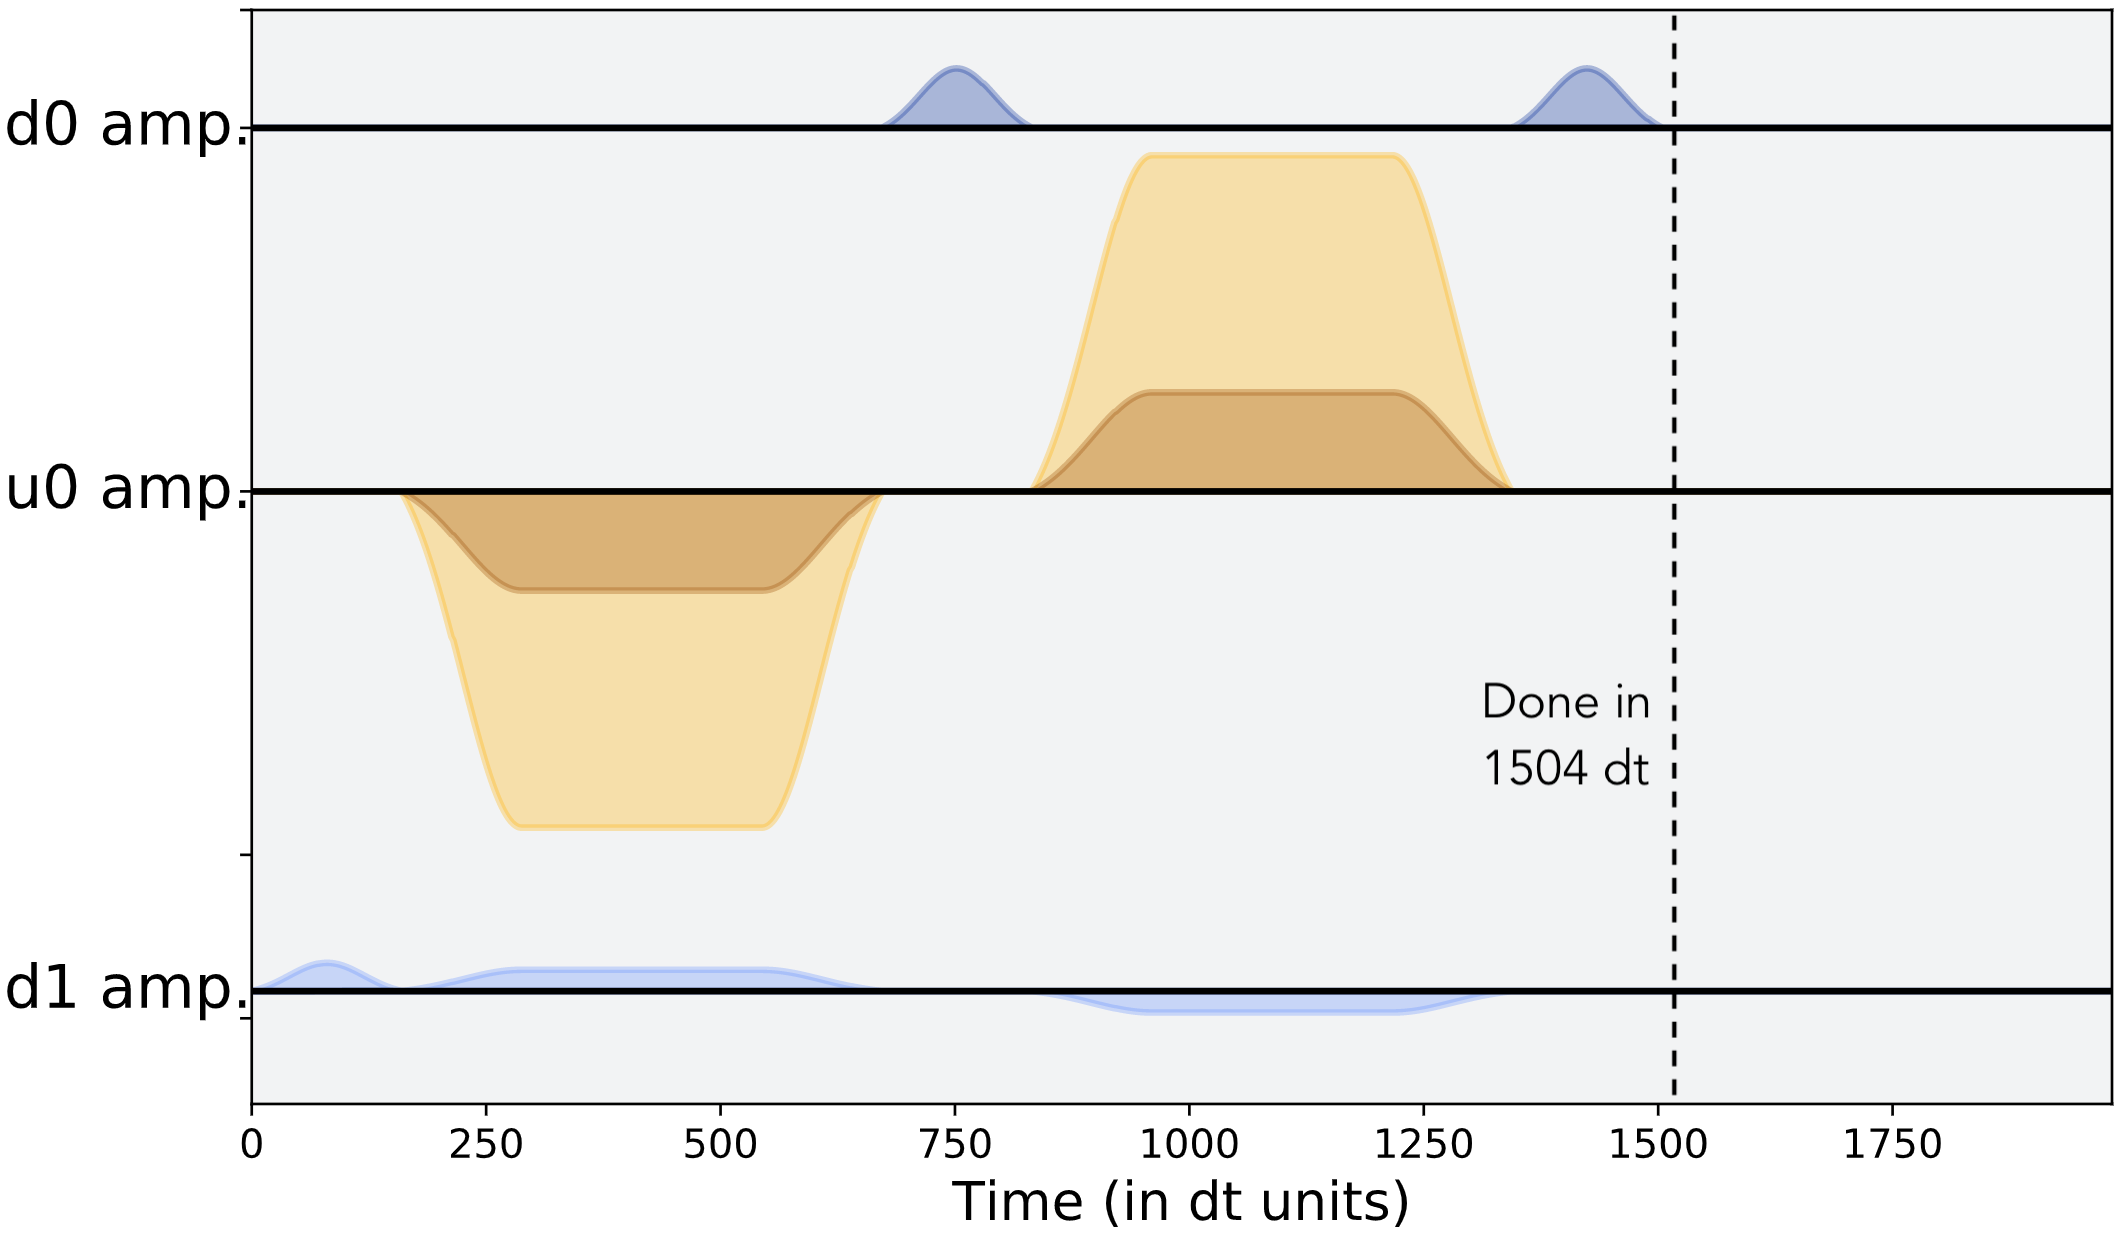 d0 amp.
u0 amp.
Done in
1504 dt
d1 amp.
0 250 500 750 1000 1250 1500 1750
Time (in dt units)